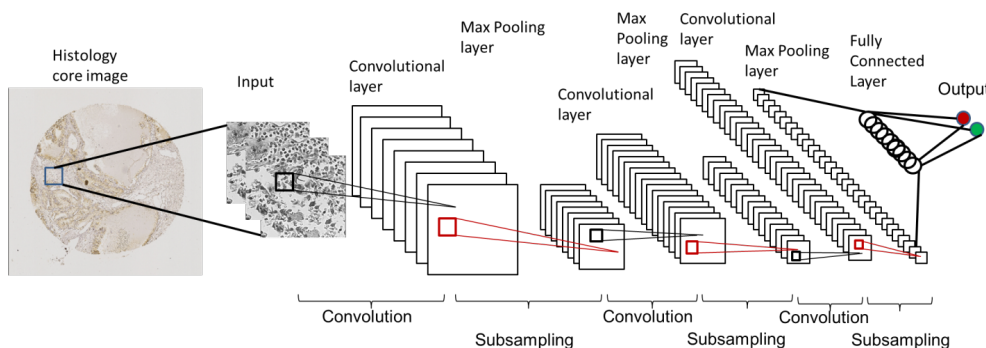 Histology
core image
Input
Convolutional
layer
Max Pooling
layer
Convolutional
layer
Max
Pooling
layer
Convolutional
layer
Max Pooling
layer
Fully
Connected
Layer
Output
Convolution
Subsampling
Convolution
Subsampling
Convolution
Subsampling